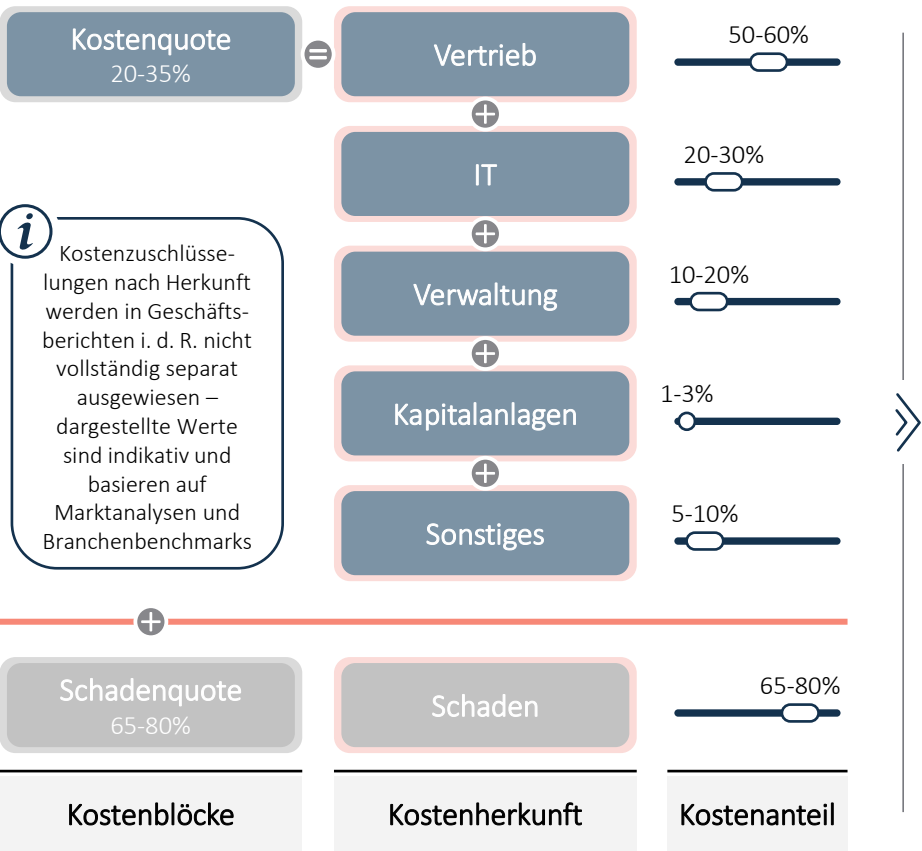 Kostenquote
20-35%
=
Vertrieb
50-60%
+
IT
20-30%
+
Verwaltung
10-20%
+
Kapitalanlagen
1-3%
+
Sonstiges
5-10%
i
Kostenzuschlüsse-
lungen nach Herkunft
werden in Geschäfts-
berichten i. d. R. nicht
vollständig separat
ausgewiesen –
dargestellte Werte
sind indikativ und
basieren auf
Marktanalysen und
Branchenbenchmarks
+
Schadenquote
65-80%
Schaden
65-80%
Kostenblöcke
Kostenherkunft
Kostenanteil